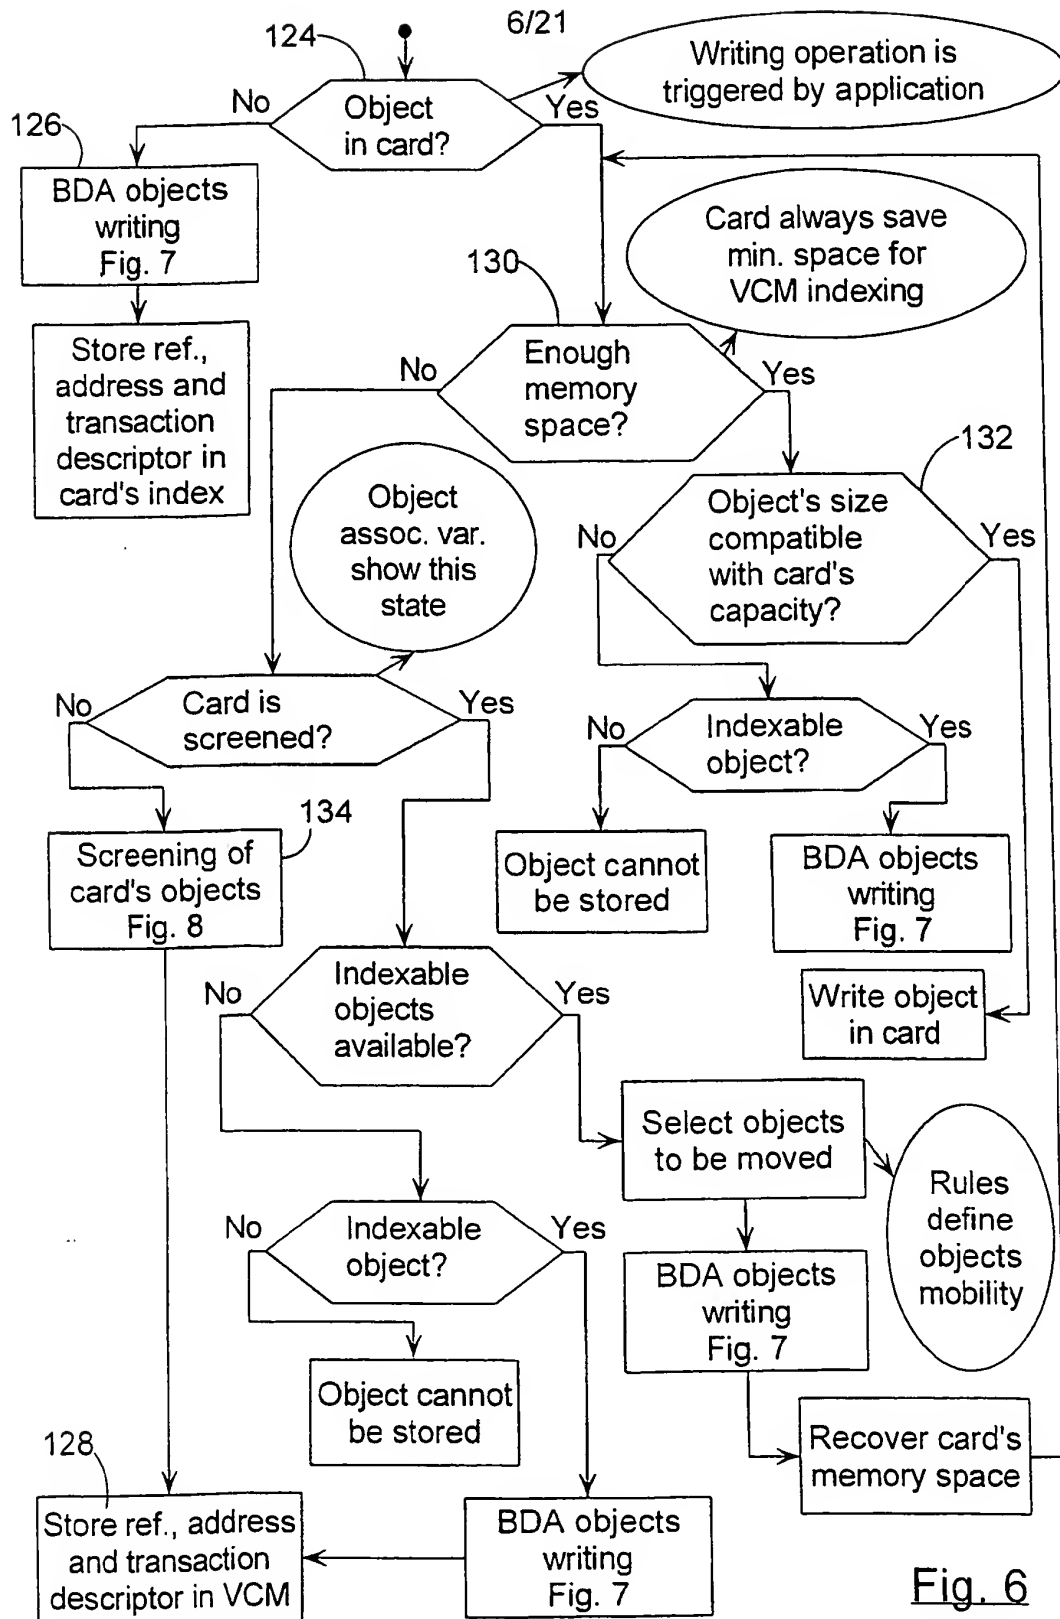 6/21
124
Writing operation is
triggered by application
No
Object
in card?
Yes
126
BDA objects
writing
Fig. 7
Card always save
min. space for
VCM indexing
130
Store ref.,
address and
transaction
descriptor in
card's index
No
Enough
memory
space?
Yes
132
Object
assoc. var.
show this
state
No
Object's size
compatible
with card's
capacity?
Yes
No
Card is
screened?
Yes
No
Indexable
object?
Yes
134
Screening of
card's objects
Fig. 8
Object cannot
be stored
BDA objects
writing
Fig. 7
No
Indexable
objects
available?
Yes
Write object
in card
Select objects
to be moved
Rules
define
objects
mobility
No
Indexable
object?
Yes
BDA objects
writing
Fig. 7
Object cannot
be stored
Recover card's
memory space
128
Store ref., address
and transaction
descriptor in VCM
BDA objects
writing
Fig. 7
Fig. 6